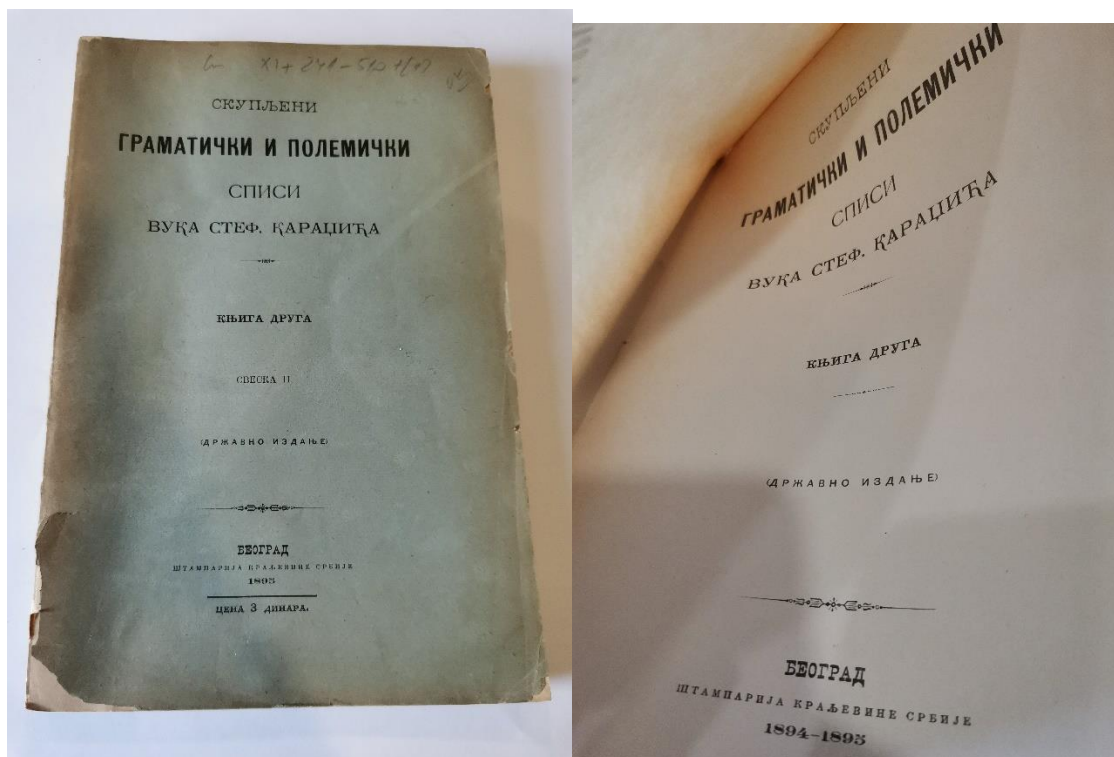 СКУПЉЕНИ
ГРАМАТИЧКИ И ПОЛЕМИЧКИ
СПИСИ
ВУКА СТЕФ. КАРАЏИЋА
КЊИГА ДРУГА
СВЕСКА II
(ДРЖАВНО ИЗДАЊЕ)
БЕОГРАД
ШТАМПАРИЈА КРАЉЕВИНЕ СРБИЈЕ
1895
ЦЕНА 3 ДИНАРА.
СКУПЉЕНИ
ГРАМАТИЧКИ И ПОЛЕМИЧКИ
СПИСИ
ВУКА СТЕФ. КАРАЏИЋА
КЊИГА ДРУГА
(ДРЖАВНО ИЗДАЊЕ)
БЕОГРАД
ШТАМПАРИЈА КРАЉЕВИНЕ СРБИЈЕ
1894–1895